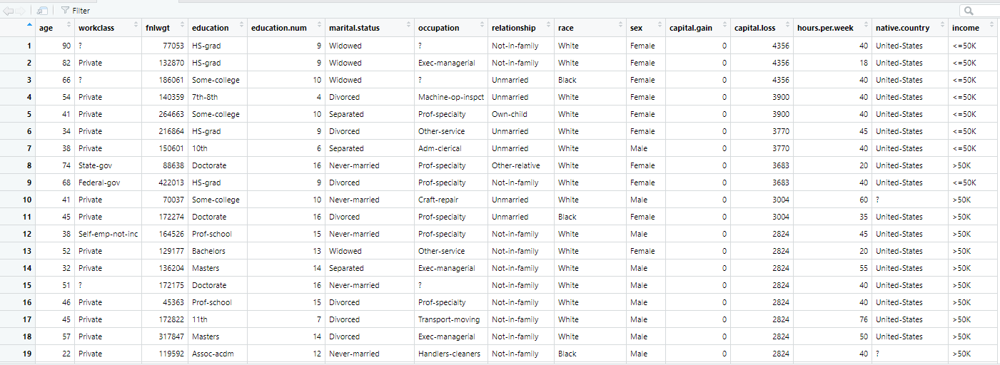 Filter
age workclass fnlwgt education education.num marital.status occupation relationship race sex capital.gain capital.loss hours.per.week native.country income
1 90 ? 77053 HS-grad 9 Widowed ? Not-in-family White Female 0 4356 40 United-States <=50K
2 82 Private 132870 HS-grad 9 Widowed Exec-managerial Not-in-family White Female 0 4356 18 United-States <=50K
3 66 ? 186061 Some-college 10 Widowed ? Unmarried Black Female 0 4356 40 United-States <=50K
4 54 Private 140359 7th-8th 4 Divorced Machine-op-inspct Unmarried White Female 0 3900 40 United-States <=50K
5 41 Private 264663 Some-college 10 Separated Prof-specialty Own-child White Female 0 3900 40 United-States <=50K
6 34 Private 216864 HS-grad 9 Divorced Other-service Unmarried White Female 0 3770 45 United-States <=50K
7 38 Private 150601 10th 6 Separated Adm-clerical Unmarried White Male 0 3770 40 United-States <=50K
8 74 State-gov 88638 Doctorate 16 Never-married Prof-specialty Other-relative White Female 0 3683 20 United-States >50K
9 68 Federal-gov 422013 HS-grad 9 Divorced Prof-specialty Not-in-family White Female 0 3683 40 United-States <=50K
10 41 Private 70037 Some-college 10 Never-married Craft-repair Unmarried White Male 0 3004 60 ? >50K
11 45 Private 172274 Doctorate 16 Divorced Prof-specialty Unmarried Black Female 0 3004 35 United-States >50K
12 38 Self-emp-not-inc 164526 Prof-school 15 Never-married Prof-specialty Not-in-family White Male 0 2824 45 United-States >50K
13 52 Private 129177 Bachelors 13 Widowed Other-service Not-in-family White Female 0 2824 20 United-States >50K
14 32 Private 136204 Masters 14 Separated Exec-managerial Not-in-family White Male 0 2824 55 United-States >50K
15 51 ? 172175 Doctorate 16 Never-married ? Not-in-family White Male 0 2824 40 United-States >50K
16 46 Private 45363 Prof-school 15 Divorced Prof-specialty Not-in-family White Male 0 2824 40 United-States >50K
17 45 Private 172822 11th 7 Divorced Transport-moving Not-in-family White Male 0 2824 76 United-States >50K
18 57 Private 317847 Masters 14 Divorced Exec-managerial Not-in-family White Male 0 2824 50 United-States >50K
19 22 Private 119592 Assoc-acdm 12 Never-married Handlers-cleaners Not-in-family Black Male 0 2824 40 ? >50K